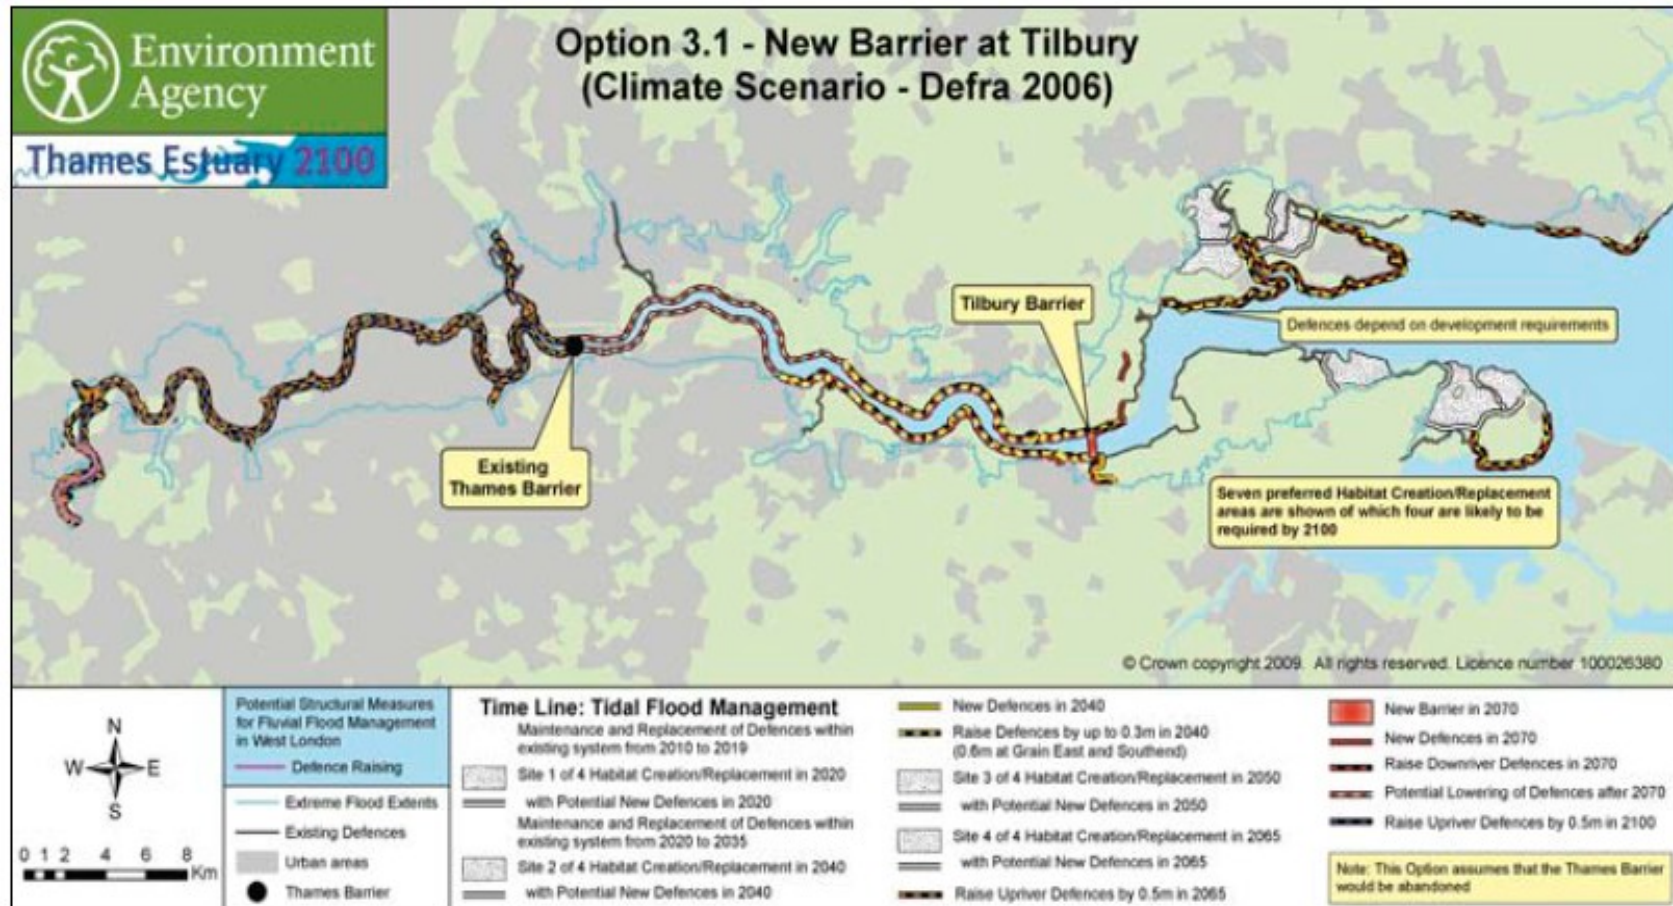 Environment
Agency
Thames Estuary 2100
Option 3.1 - New Barrier at Tilbury
(Climate Scenario - Defra 2006)
Tilbury Barrier
Defences depend on development requirements
Existing
Thames Barrier
Seven preferred Habitat Creation/Replacement
areas are shown of which four are likely to be
required by 2100
© Crown copyright 2009. All rights reserved. Licence number 100026380
N
W E
S
0 1 2 4 6 8
Km
Potential Structural Measures
for Fluvial Flood Management
in West London
Defence Raising
Extreme Flood Extents
Existing Defences
Urban areas
Thames Barrier
Time Line: Tidal Flood Management
Maintenance and Replacement of Defences within
existing system from 2010 to 2019
Site 1 of 4 Habitat Creation/Replacement in 2020
with Potential New Defences in 2020
Maintenance and Replacement of Defences within
existing system from 2020 to 2035
Site 2 of 4 Habitat Creation/Replacement in 2040
with Potential New Defences in 2040
New Defences in 2040
Raise Defences by up to 0.3m in 2040
(0.6m at Grain East and Southend)
Site 3 of 4 Habitat Creation/Replacement in 2050
with Potential New Defences in 2050
Site 4 of 4 Habitat Creation/Replacement in 2065
with Potential New Defences in 2065
Raise Upriver Defences by 0.5m in 2065
New Barrier in 2070
New Defences in 2070
Raise Downriver Defences in 2070
Potential Lowering of Defences after 2070
Raise Upriver Defences by 0.5m in 2100
Note: This Option assumes that the Thames Barrier
would be abandoned